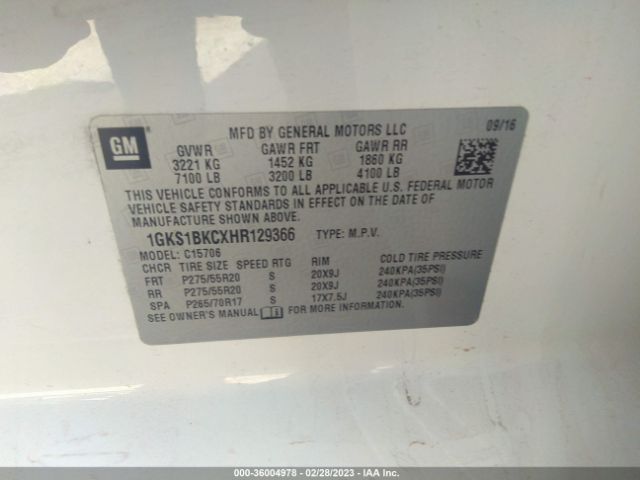 GM
MFD BY GENERAL MOTORS LLC 09/16
GVWR GAWR FRT GAWR RR
3221 KG 1452 KG 1860 KG
7100 LB 3200 LB 4100 LB
THIS VEHICLE CONFORMS TO ALL APPLICABLE U.S. FEDERAL MOTOR
VEHICLE SAFETY STANDARDS IN EFFECT ON THE DATE OF
MANUFACTURE SHOWN ABOVE.
1GKS1BKCXHR129366 TYPE: M.P.V.
MODEL: C15706
CHCR TIRE SIZE SPEED RTG RIM COLD TIRE PRESSURE
FRT P275/55R20 S 20X9J 240KPA(35PSI)
RR P275/55R20 S 20X9J 240KPA(35PSI)
SPA P265/70R17 S 17X7.5J 240KPA(35PSI)
SEE OWNER'S MANUAL FOR MORE INFORMATION.
000-36004978 - 02/28/2023 - IAA Inc.